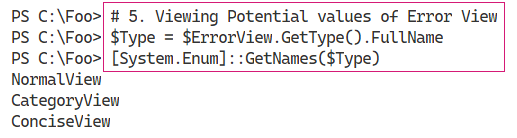 PS C:\Foo> # 5. Viewing Potential values of Error View
PS C:\Foo> $Type = $ErrorView.GetType().FullName
PS C:\Foo> [System.Enum]::GetNames($Type)
NormalView
CategoryView
ConciseView